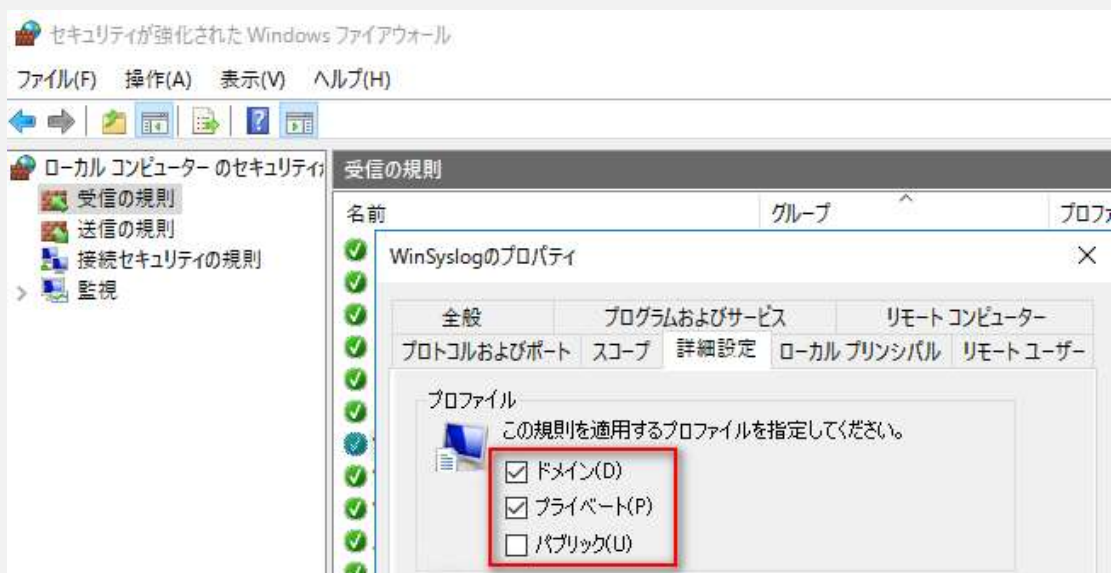 セキュリティが強化された Windows ファイアウォール
ファイル(F) 操作(A) 表示(V) ヘルプ(H)
ローカル コンピューター のセキュリティ
受信の規則
送信の規則
接続セキュリティの規則
監視
受信の規則
名前 グループ プロファ
WinSyslogのプロパティ
全般 プログラムおよびサービス リモート コンピューター
プロトコルおよびポート スコープ 詳細設定 ローカル プリンシパル リモート ユーザー
プロファイル
この規則を適用するプロファイルを指定してください。
ドメイン(D)
プライベート(P)
パブリック(U)